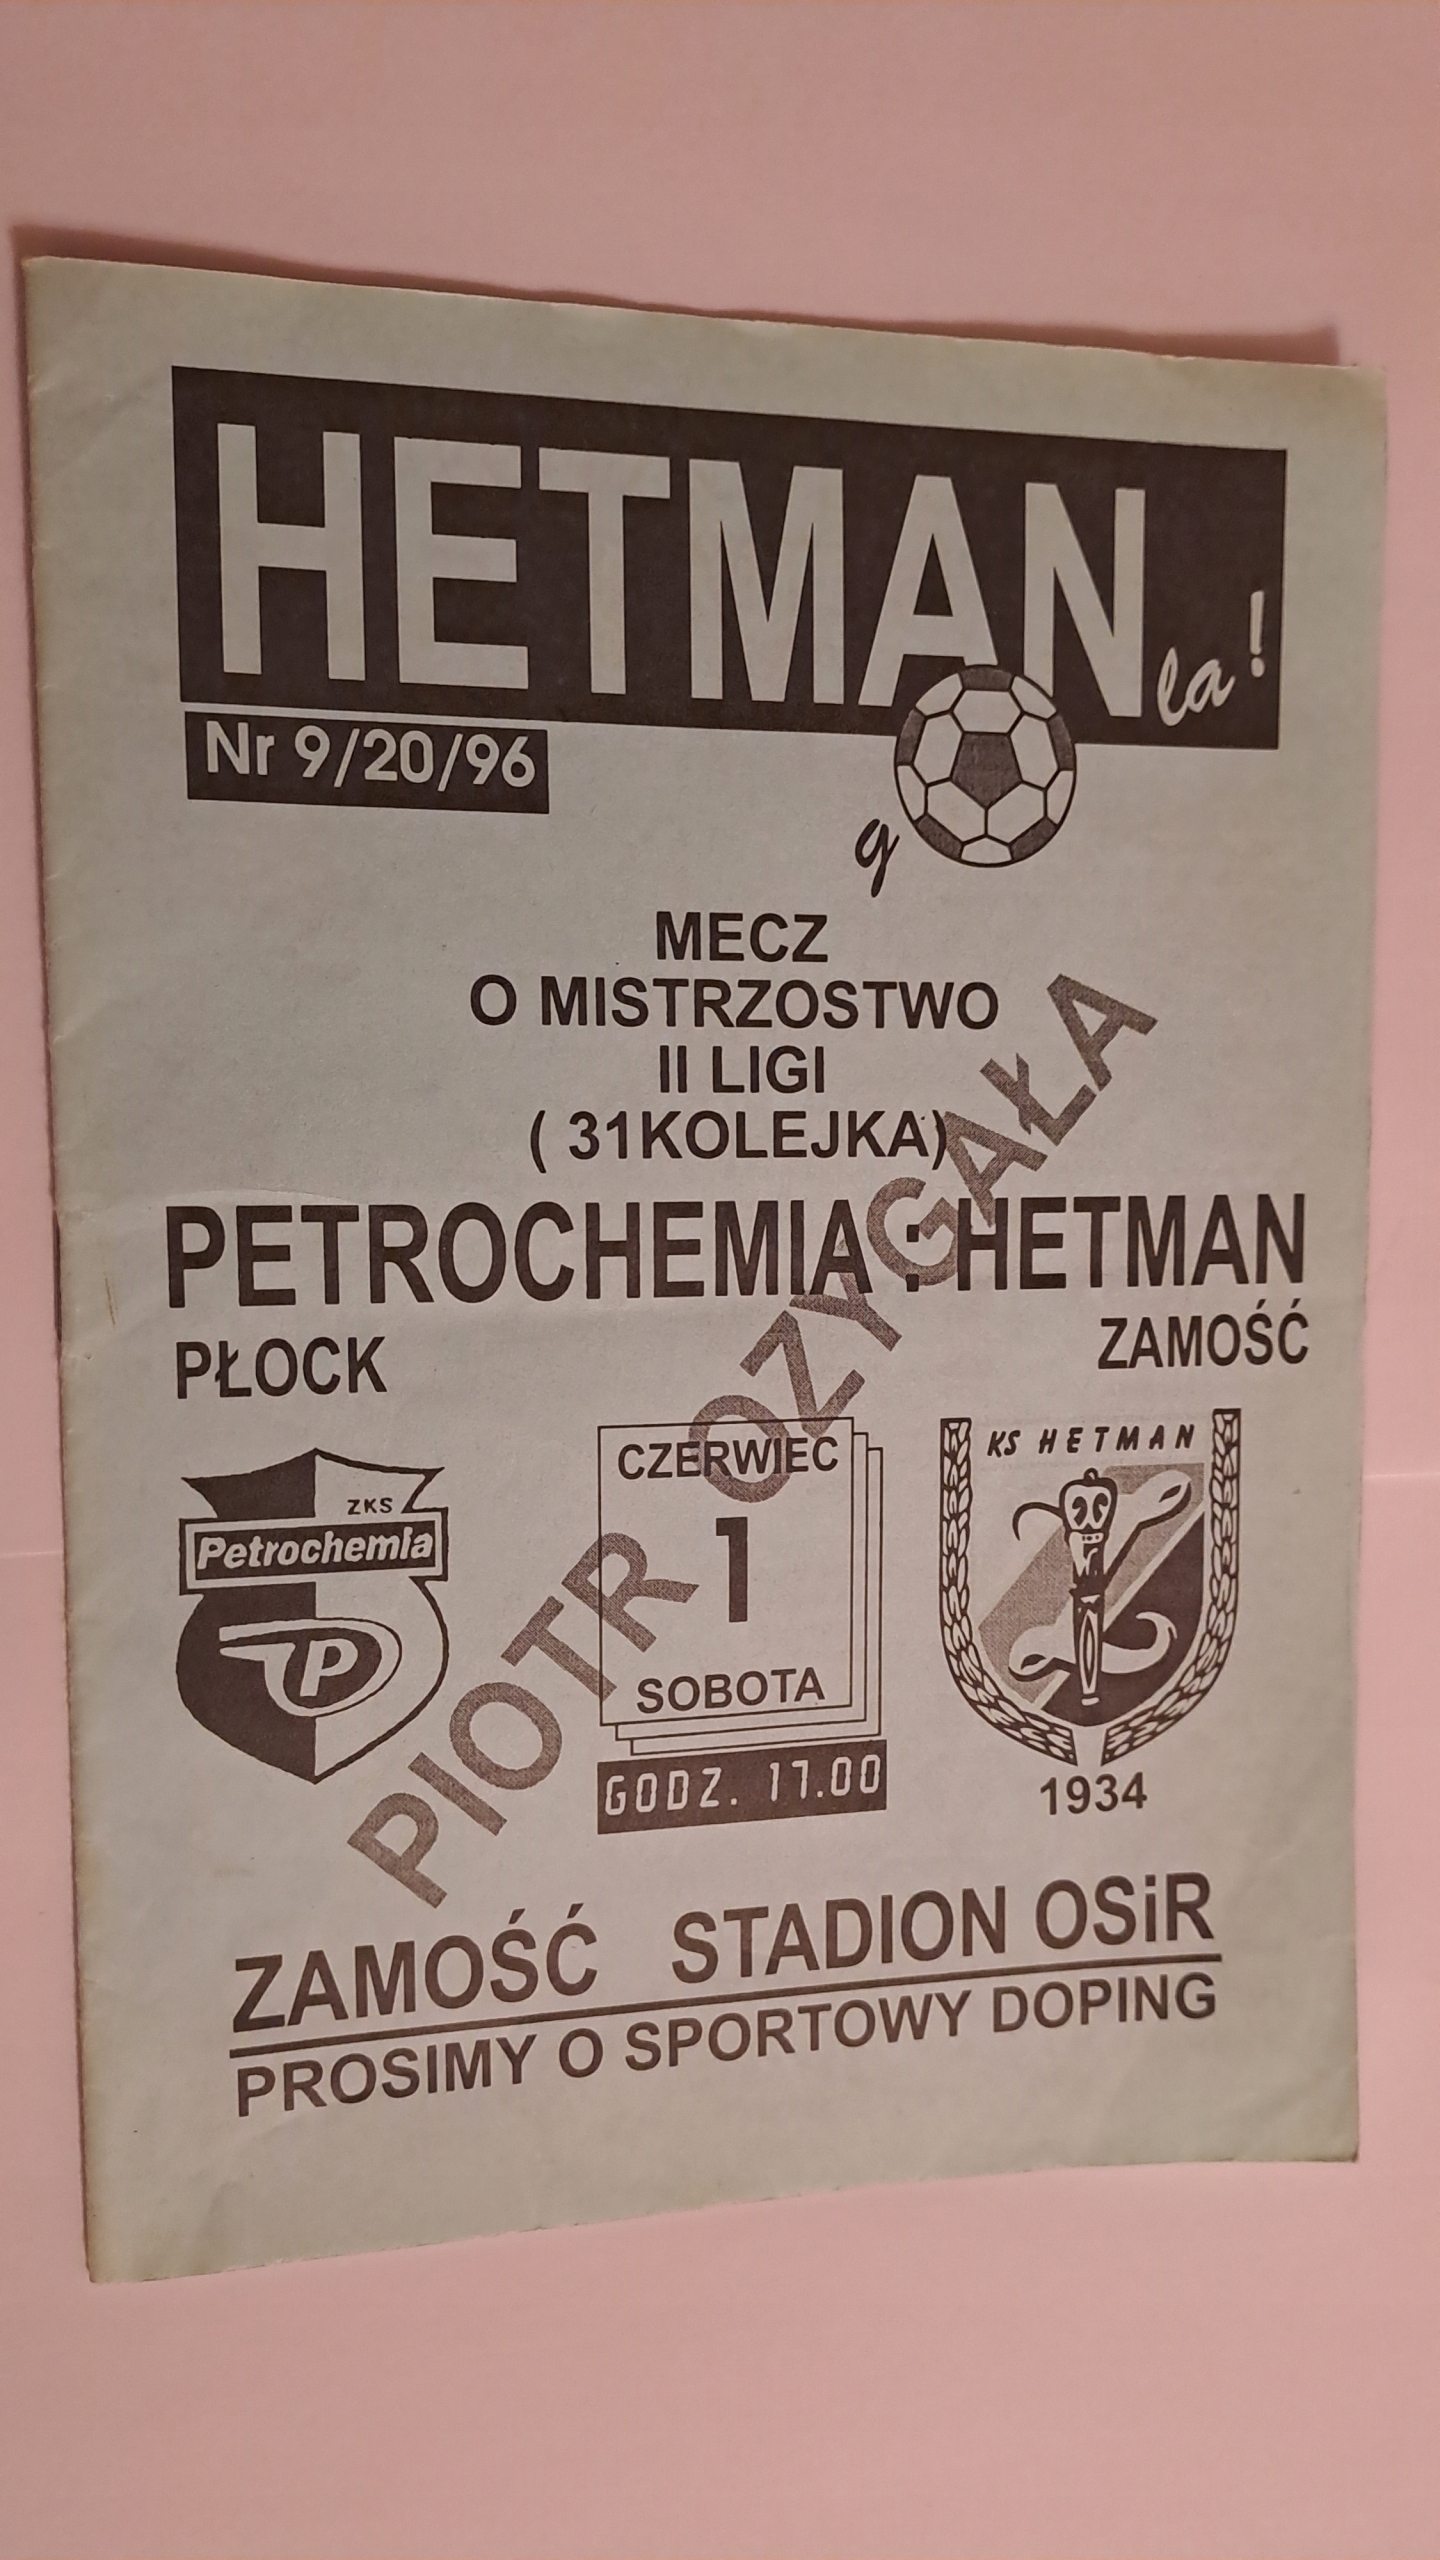 HETMAN
gola!
Nr 9/20/96
MECZ
O MISTRZOSTWO
II LIGI
( 31KOLEJKA)
PETROCHEMIA : HETMAN
PŁOCK
ZAMOŚĆ
ZKS
Petrochemia
P
CZERWIEC
1
SOBOTA
GODZ. 17.00
KS HETMAN
1934
PIOTR OZYGAŁA
ZAMOŚĆ STADION OSiR
PROSIMY O SPORTOWY DOPING